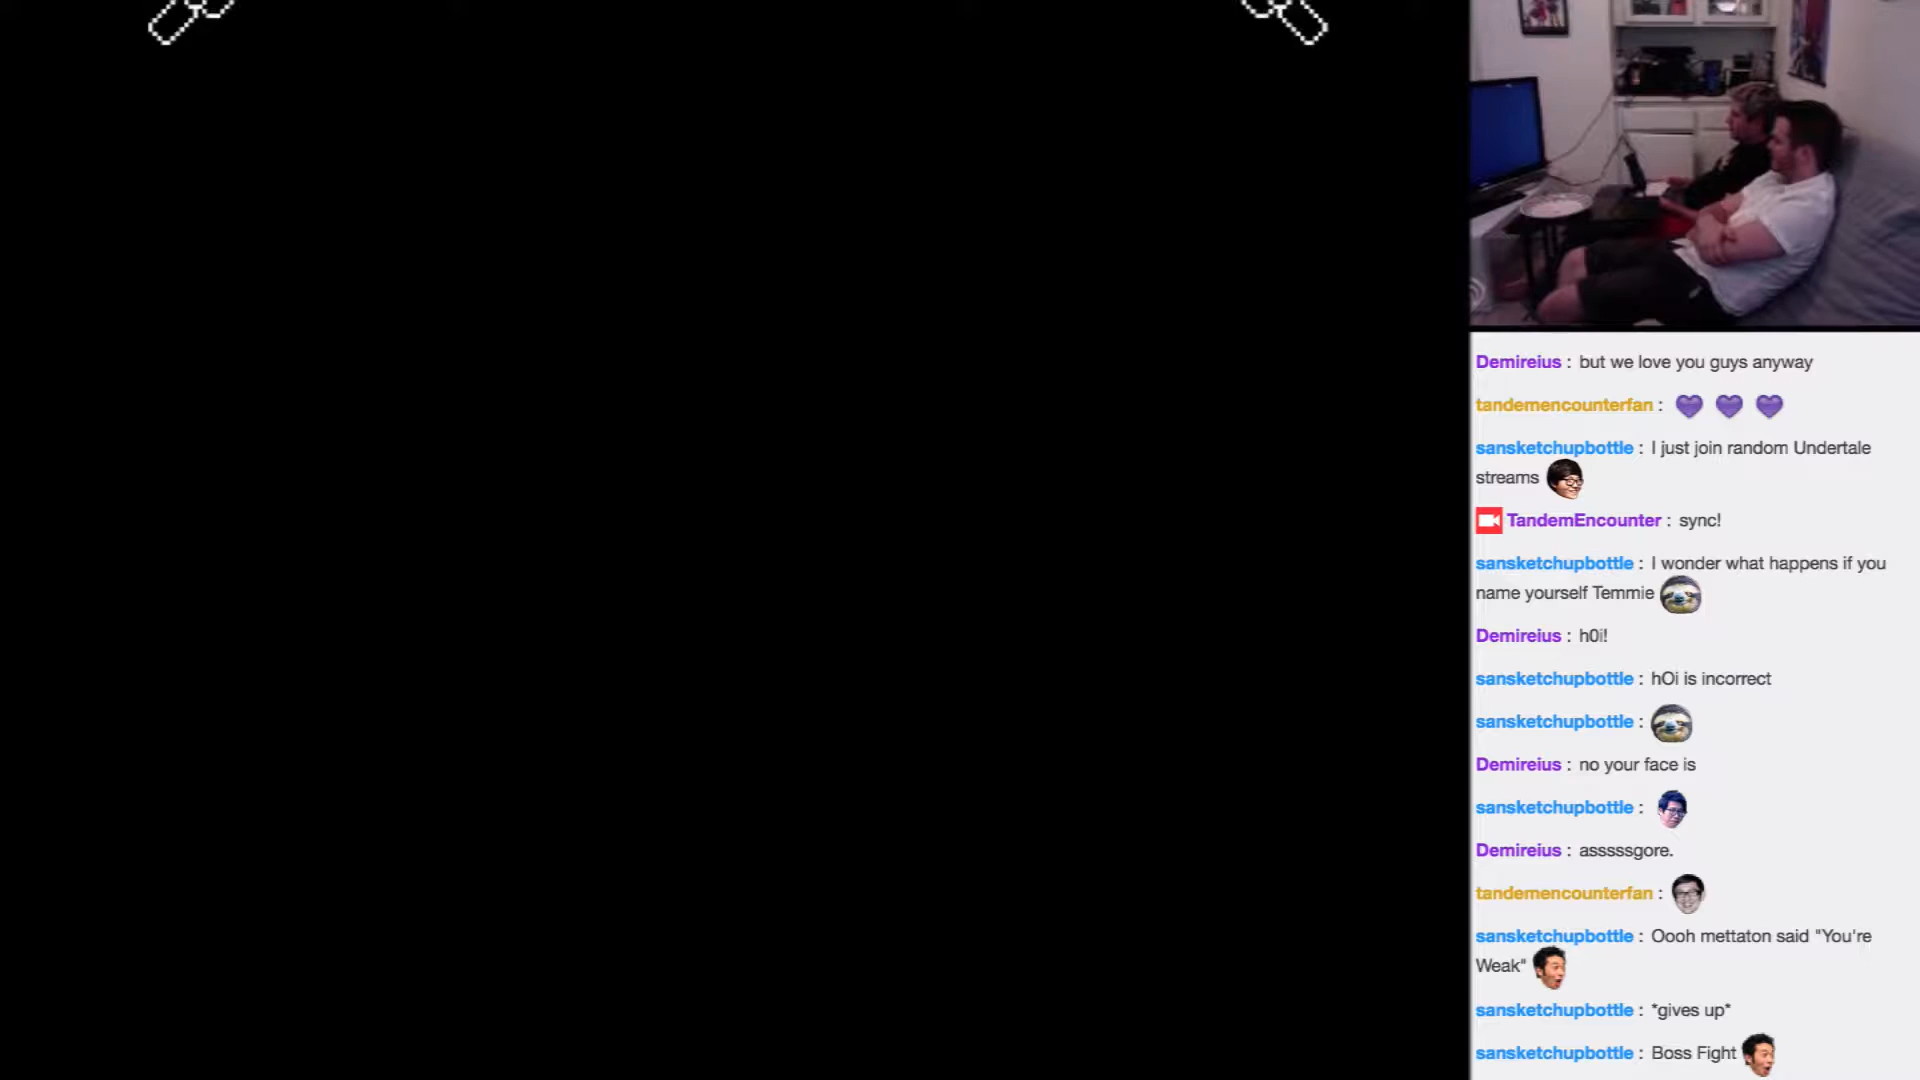 Demireius : but we love you guys anyway
tandemencounterfan :
sansketchupbottle : I just join random Undertale
streams
TandemEncounter : sync!
sansketchupbottle : I wonder what happens if you
name yourself Temmie
Demireius : h0i!
sansketchupbottle : hOi is incorrect
sansketchupbottle :
Demireius : no your face is
sansketchupbottle :
Demireius : asssssgore.
tandemencounterfan :
sansketchupbottle : Oooh mettaton said "You're
Weak"
sansketchupbottle : *gives up*
sansketchupbottle : Boss Fight